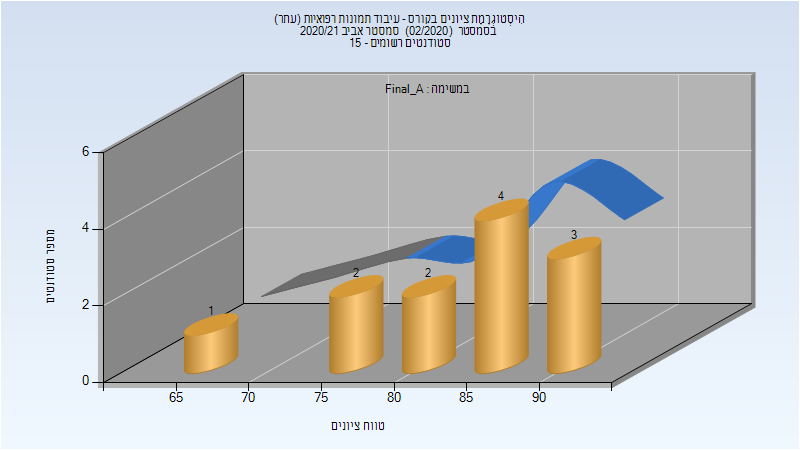 היסטוגרמת ציונים בקורס - עיבוד תמונות רפואיות (עתר)
בסמסטר (02/2020) סמסטר אביב 2020/21
סטודנטים רשומים - 15
במשימה : Final_A
6
4
2
0
מספר סטודנטים
1
2
2
4
3
65
70
75
80
85
90
טווח ציונים